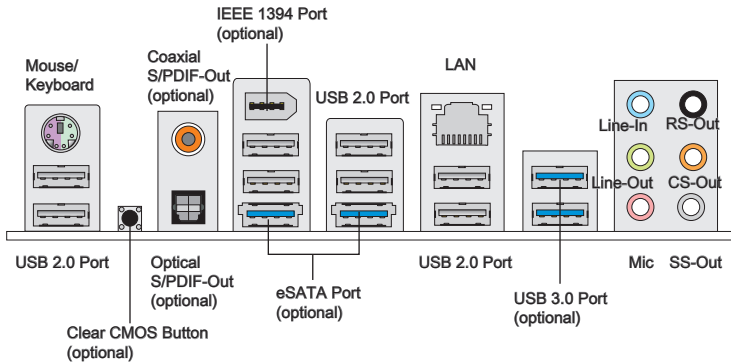 IEEE 1394 Port
(optional)
Mouse/
Keyboard
Coaxial
S/PDIF-Out
(optional)
USB 2.0 Port
LAN
Line-In
RS-Out
Line-Out
CS-Out
USB 2.0 Port
Optical
S/PDIF-Out
(optional)
eSATA Port
(optional)
USB 2.0 Port
USB 3.0 Port
(optional)
Mic
SS-Out
Clear CMOS Button
(optional)